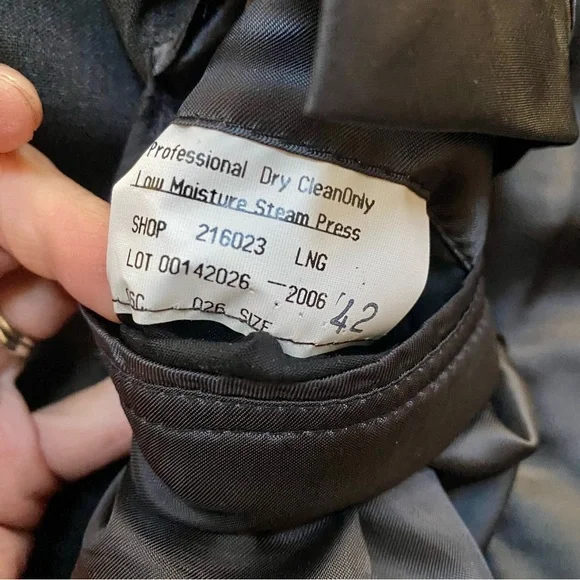 Professional Dry CleanOnly
Low Moisture Steam Press
SHOP 216023 LNG
LOT 00142026 -2006
026 SIZE 42